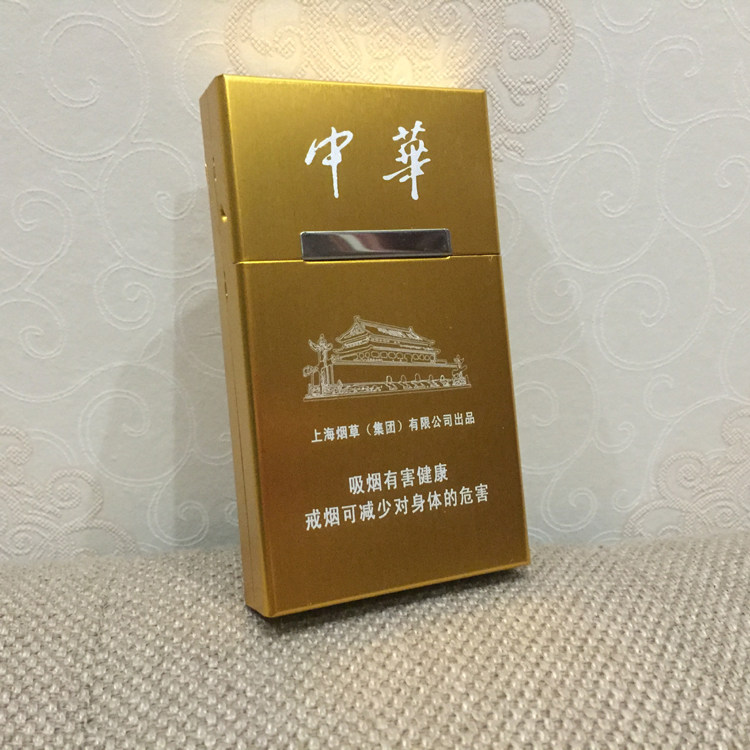 中華
上海烟草（集团）有限公司出品
吸烟有害健康
戒烟可减少对身体的危害